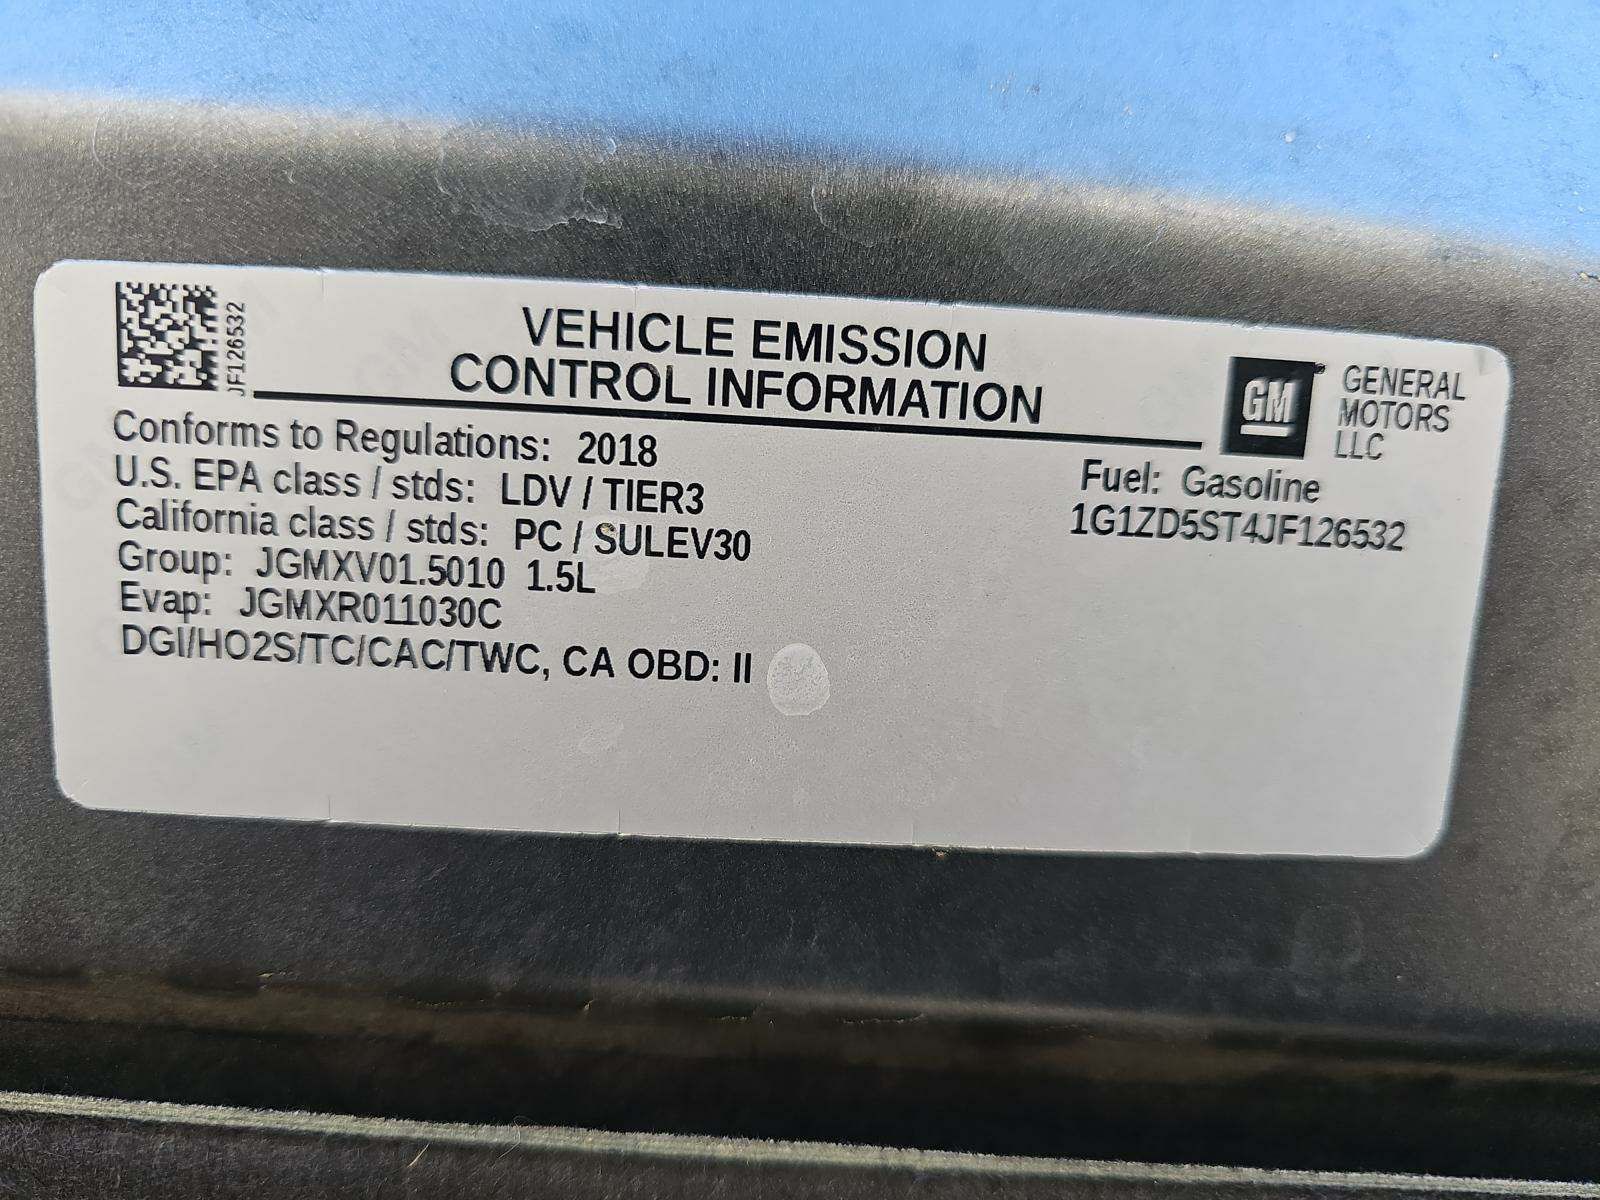 JF126532
VEHICLE EMISSION
CONTROL INFORMATION
GM
GENERAL
MOTORS
LLC
Conforms to Regulations: 2018
U.S. EPA class / stds: LDV / TIER3
California class / stds: PC / SULEV30
Group: JGMXV01.5010 1.5L
Evap: JGMXR011030C
DGI/HO2S/TC/CAC/TWC, CA OBD: II
Fuel: Gasoline
1G1ZD5ST4JF126532